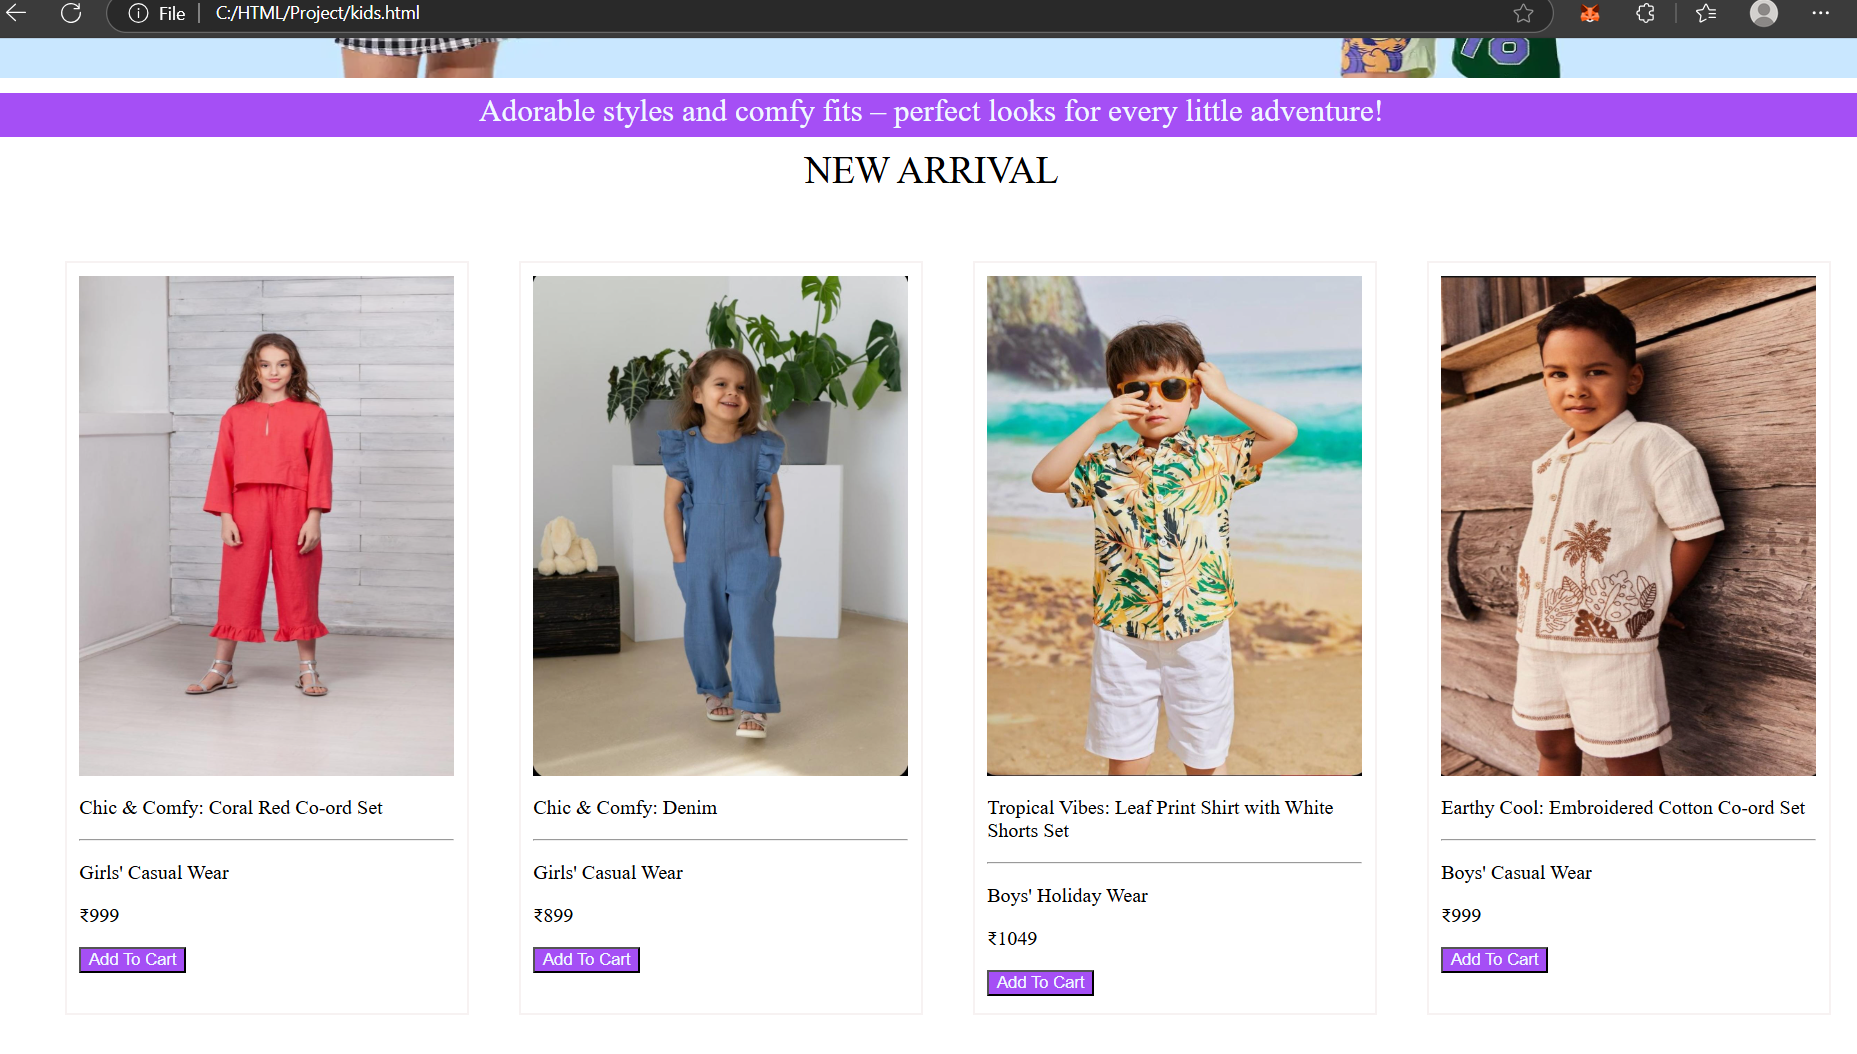 File
C:/HTML/Project/kids.html
78
Adorable styles and comfy fits – perfect looks for every little adventure!
NEW ARRIVAL
Chic & Comfy: Coral Red Co-ord Set
Girls' Casual Wear
₹999
Add To Cart
Chic & Comfy: Denim
Girls' Casual Wear
₹899
Add To Cart
Tropical Vibes: Leaf Print Shirt with White
Shorts Set
Boys' Holiday Wear
₹1049
Add To Cart
Earthy Cool: Embroidered Cotton Co-ord Set
Boys' Casual Wear
₹999
Add To Cart